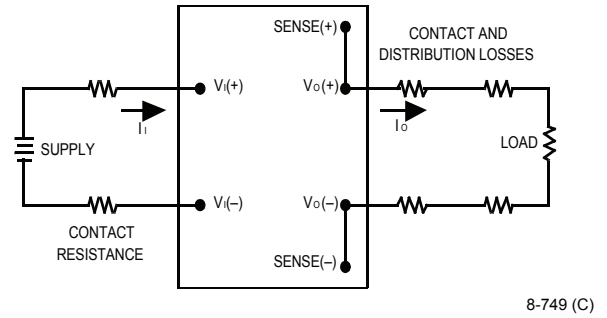 SENSE(+)
CONTACT AND
DISTRIBUTION LOSSES
VI(+)
VO(+)
II
IO
SUPPLY
LOAD
VI(–)
VO(–)
CONTACT
RESISTANCE
SENSE(–)
8-749 (C)